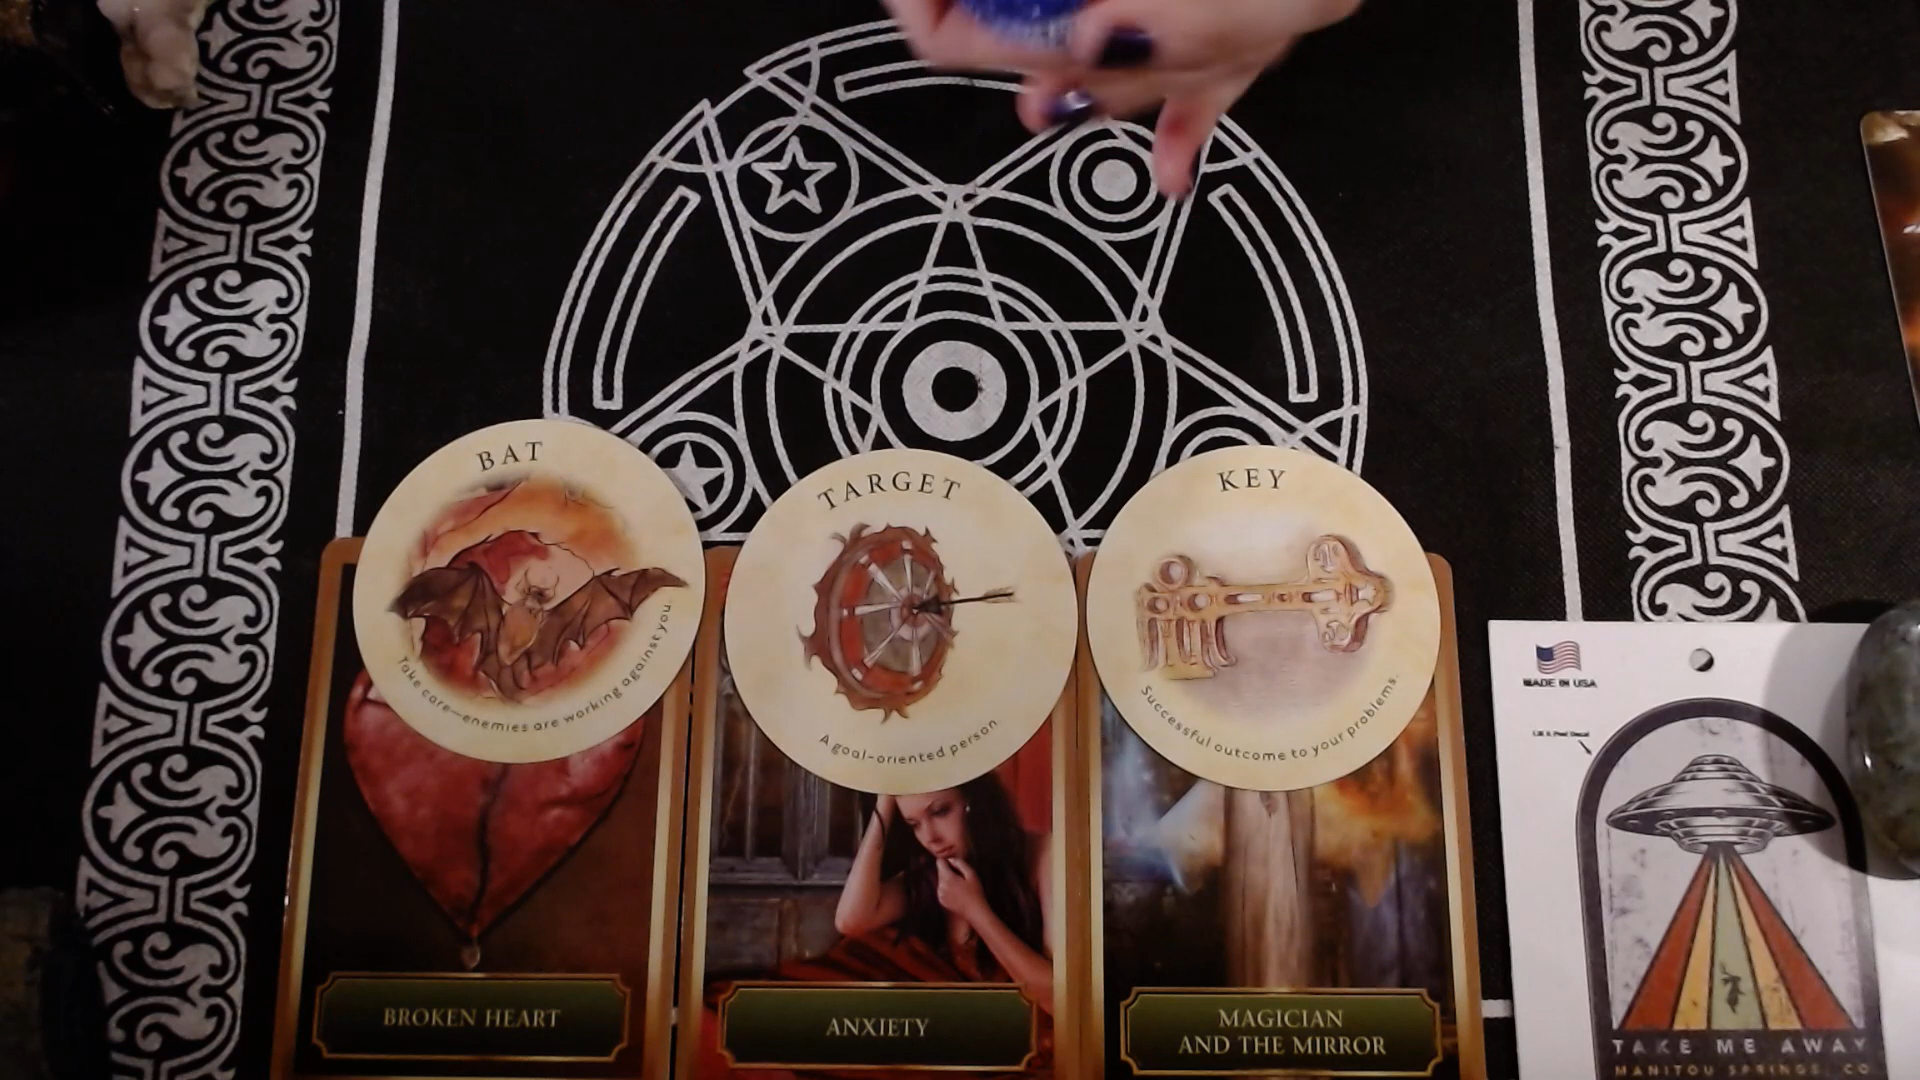 BAT
Take care—enemies are working against you
TARGET
A goal-oriented person
KEY
Successful outcome to your problems.
BROKEN HEART
ANXIETY
MAGICIAN
AND THE MIRROR
MADE IN USA
TAKE ME AWAY
MANITOU SPRINGS, CO